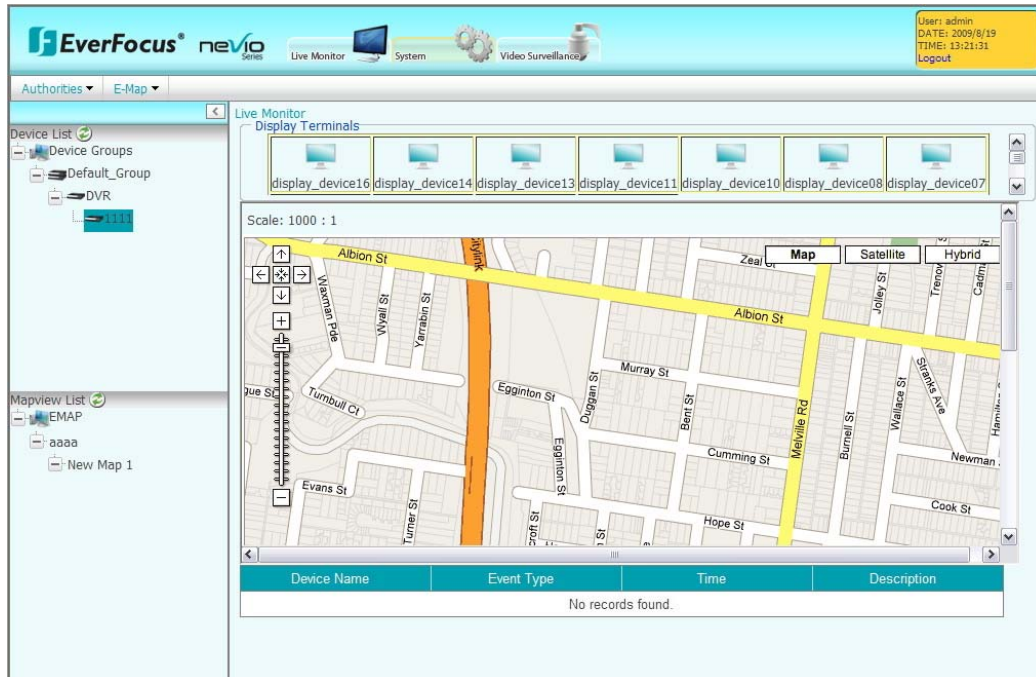 EverFocus®
nevio
Series
Live Monitor
System
Video Surveillance
User: admin
DATE: 2009/8/19
TIME: 13:21:31
Logout
Authorities
E-Map
Device List
Device Groups
Default_Group
DVR
1111
Mapview List
EMAP
aaaa
New Map 1
Live Monitor
Display Terminals
display_device16
display_device14
display_device13
display_device11
display_device10
display_device08
display_device07
Scale: 1000 : 1
Map
Satellite
Hybrid
Albion St
Citylink
Albion St
Waxman Pde
Wyall St
Yarrabin St
Turnbull Ct
Egginton St
Egginton St
Duggan St
Murray St
Bent St
Cumming St
Melville Rd
Burnell St
Wallace St
Stranks Ave
Jolley St
Newman
Cook St
Hope St
Evans St
Turner St
Device Name
Event Type
Time
Description
No records found.